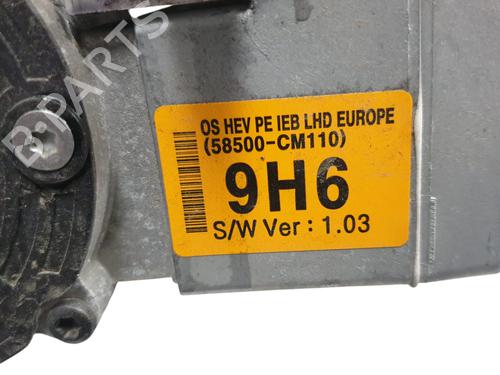 OS HEV PE IEB LHD EUROPE
(58500-CM110)
9H6
S/W Ver : 1.03
B-PARTS